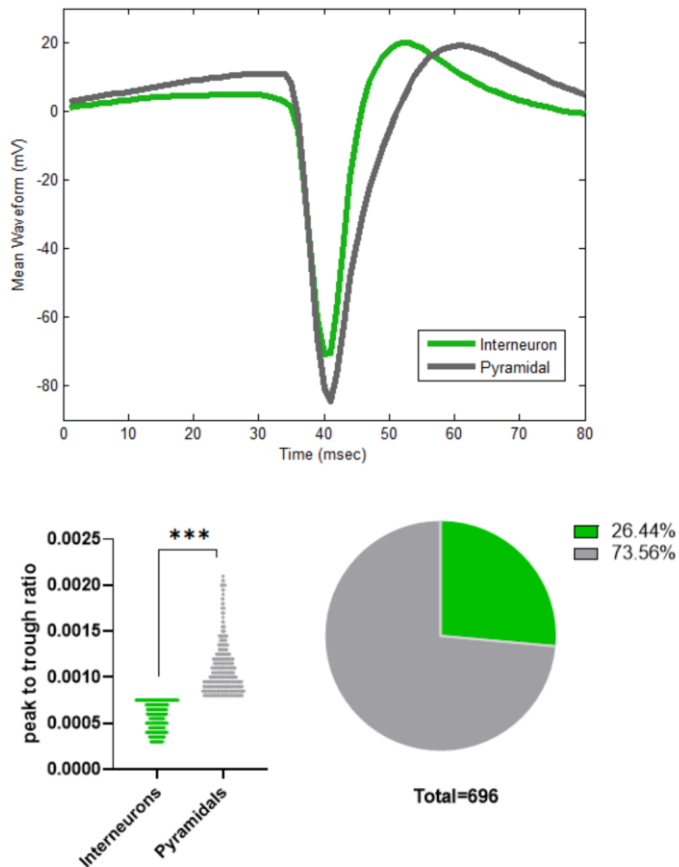 20
0
-20
-40
-60
-80
Mean Waveform (mV)
Interneuron
Pyramidal
0 10 20 30 40 50 60 70 80
Time (msec)
***
0.0025
0.0020
0.0015
0.0010
0.0005
0.0000
peak to trough ratio
Interneurons
Pyramidals
26.44%
73.56%
Total=696